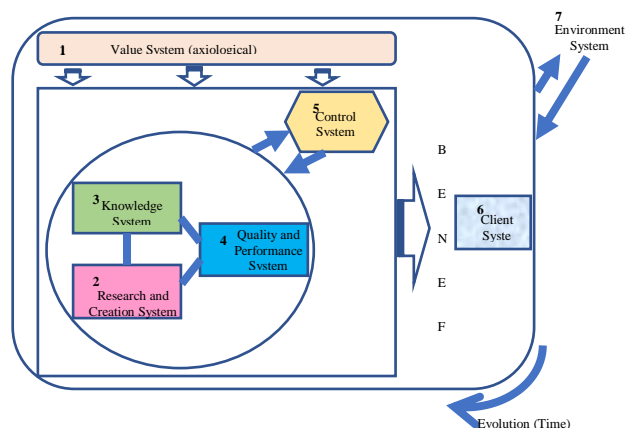 7
Environment
System
1 Value System (axiological)
5
Control
System
B
E
N
E
F
3 Knowledge
System
4 Quality and
Performance
System
6
Client
Syste
2
Research and
Creation System
Evolution (Time)